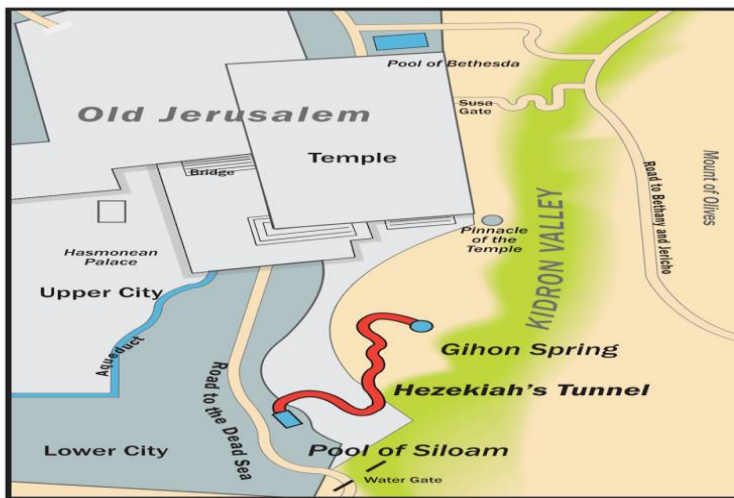 Pool of Bethesda
Old Jerusalem
Susa
Gate
Temple
Bridge
Mount of Olives
Road to Bethany and Jericho
KIDRON VALLEY
Pinnacle
of the
Temple
Hasmonean
Palace
Upper City
Aqueduct
Road to the Dead Sea
Gihon Spring
Hezekiah's Tunnel
Lower City
Pool of Siloam
Water Gate